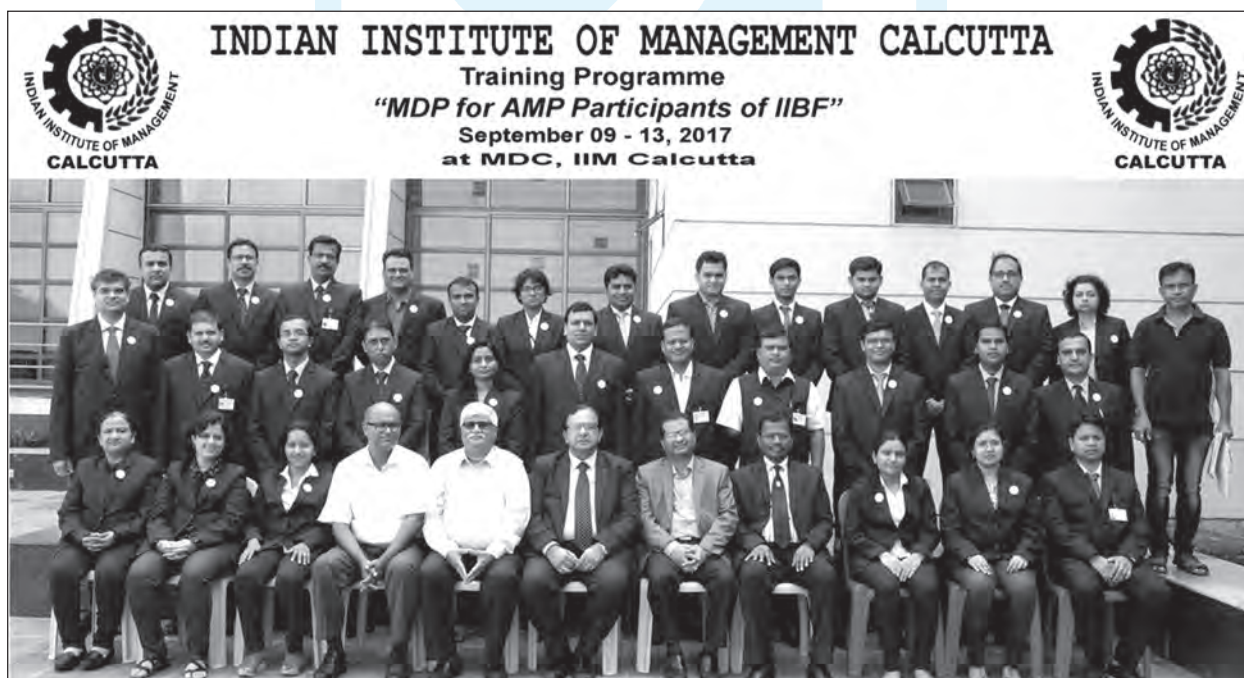 INDIAN INSTITUTE OF MANAGEMENT CALCUTTA
Training Programme
“MDP for AMP Participants of IIBF”
September 09 - 13, 2017
at MDC, IIM Calcutta
INDIAN INSTITUTE OF MANAGEMENT
CALCUTTA
INDIAN INSTITUTE OF MANAGEMENT
CALCUTTA